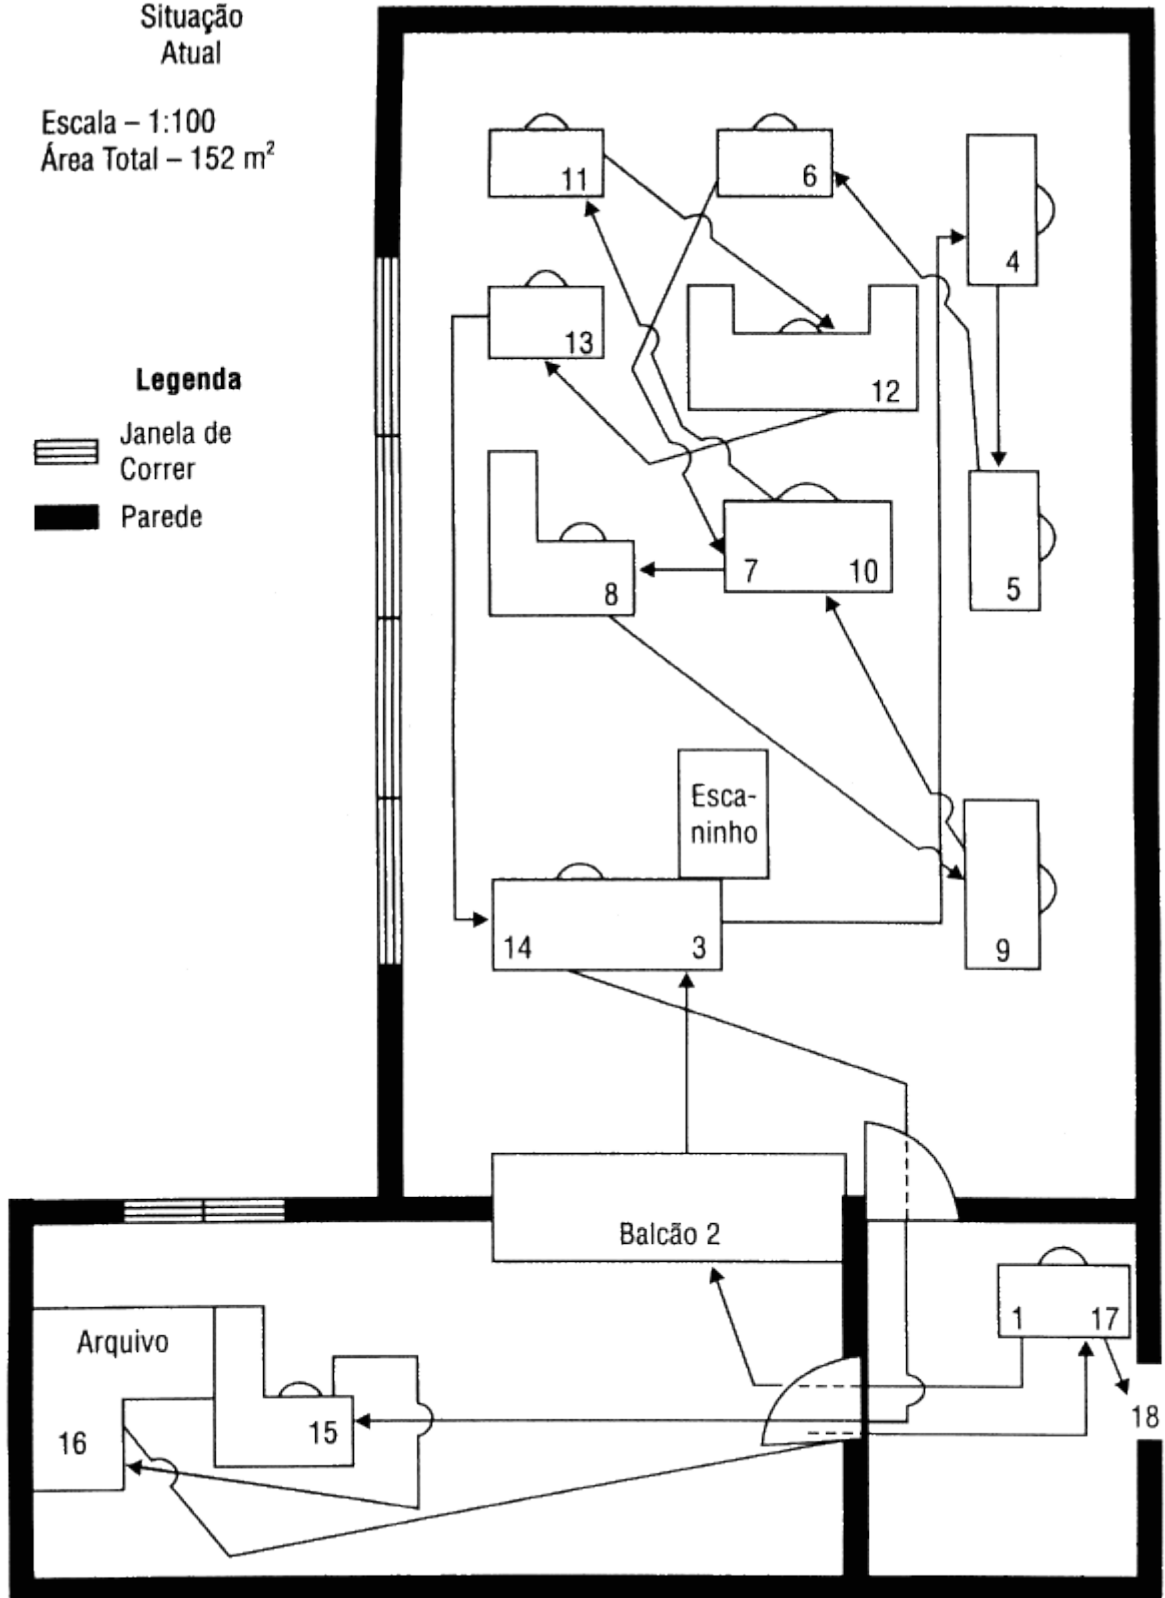 Situação
Atual
Escala – 1:100
Área Total – 152 m²
Legenda
Janela de
Correr
Parede
11
6
4
13
12
8
7
10
5
Esca-
ninho
14
3
9
Balcão 2
1
17
18
Arquivo
15
16